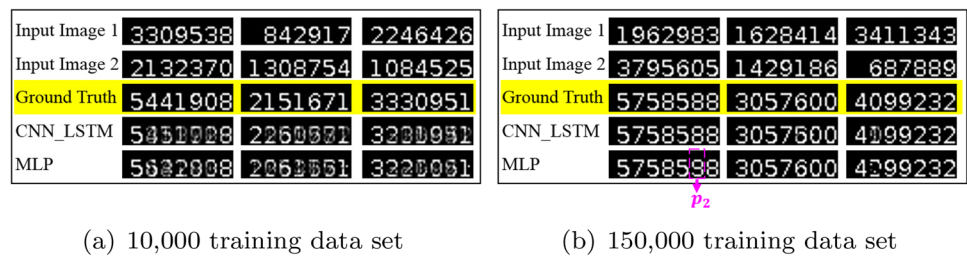 Input Image 1 3309538 842917 2246426
Input Image 2 2132370 1308754 1084525
Ground Truth 5441908 2151671 3330951
CNN_LSTM
MLP
(a) 10,000 training data set
Input Image 1 1962983 1628414 3411343
Input Image 2 3795605 1429186 687889
Ground Truth 5758588 3057600 4099232
CNN_LSTM 5758588 3057600
MLP 3057600
p₂
(b) 150,000 training data set